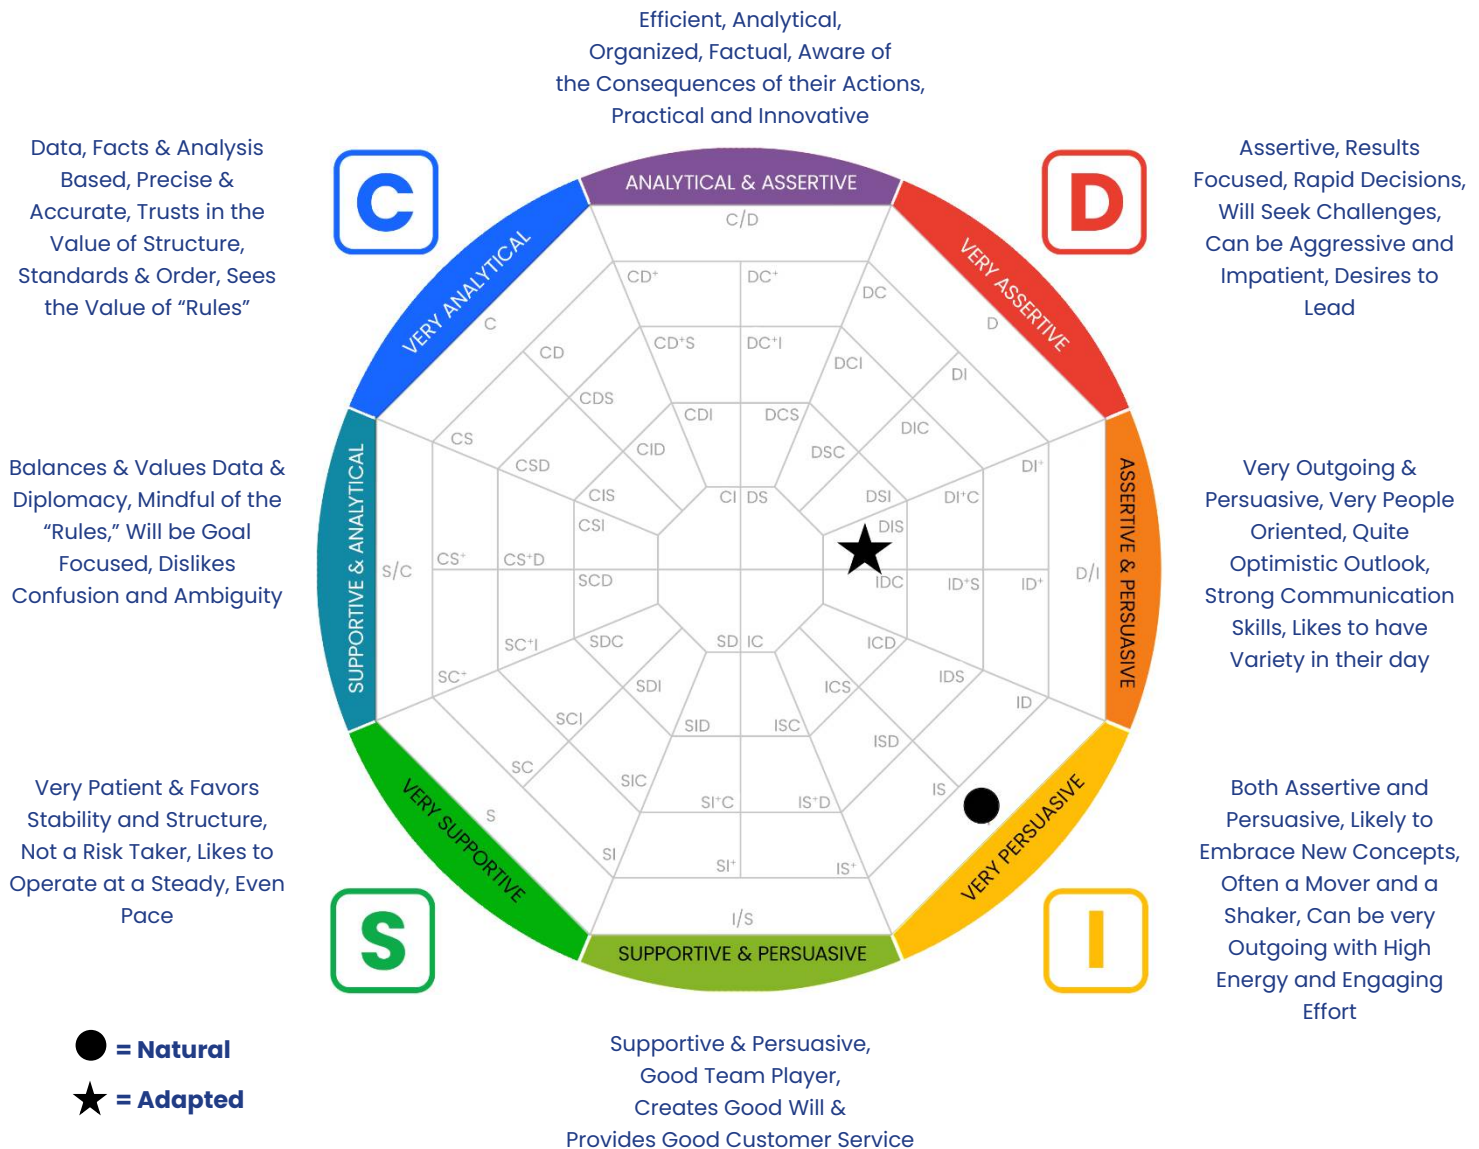 Efficient, Analytical,
Organized, Factual, Aware of
the Consequences of their Actions,
Practical and Innovative
Data, Facts & Analysis
Based, Precise &
Accurate, Trusts in the
Value of Structure,
Standards & Order, Sees
the Value of “Rules”
C
D
Assertive, Results
Focused, Rapid Decisions,
Will Seek Challenges,
Can be Aggressive and
Impatient, Desires to
Lead
ANALYTICAL & ASSERTIVE
VERY ANALYTICAL
VERY ASSERTIVE
C/D
CD⁺
DC⁺
DC
C
D
CD⁺S
DC⁺I
CD
DCI
DI
CDS
CDI
DCS
DIC
CS
CID
DSC
CSD
DI⁺
CIS
CI
DS
DSI
DI⁺C
CSI
DIS
Balances & Values Data &
Diplomacy, Mindful of the
“Rules,” Will be Goal
Focused, Dislikes
Confusion and Ambiguity
SUPPORTIVE & ANALYTICAL
ASSERTIVE & PERSUASIVE
Very Outgoing &
Persuasive, Very People
Oriented, Quite
Optimistic Outlook,
Strong Communication
Skills, Likes to have
Variety in their day
S/C
CS⁺
CS⁺D
SCD
IDC
ID⁺S
ID⁺
D/I
SC⁺I
SDC
SD
IC
ICD
SC⁺
SDI
ICS
IDS
ID
SCI
SID
ISC
ISD
SC
SIC
IS
S
SI⁺C
IS⁺D
SI
SI⁺
IS⁺
I/S
VERY SUPPORTIVE
VERY PERSUASIVE
SUPPORTIVE & PERSUASIVE
Very Patient & Favors
Stability and Structure,
Not a Risk Taker, Likes to
Operate at a Steady, Even
Pace
S
I
Both Assertive and
Persuasive, Likely to
Embrace New Concepts,
Often a Mover and a
Shaker, Can be very
Outgoing with High
Energy and Engaging
Effort
= Natural
= Adapted
Supportive & Persuasive,
Good Team Player,
Creates Good Will &
Provides Good Customer Service